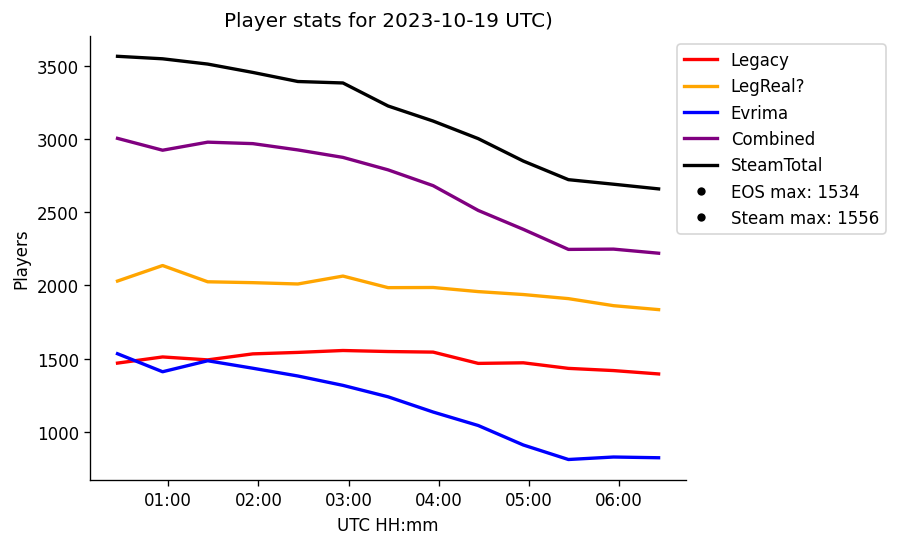 Player stats for 2023-10-19 UTC)
3500
3000
2500
2000
1500
1000
Players
01:00
02:00
03:00
04:00
05:00
06:00
UTC HH:mm
Legacy
LegReal?
Evrima
Combined
SteamTotal
EOS max: 1534
Steam max: 1556